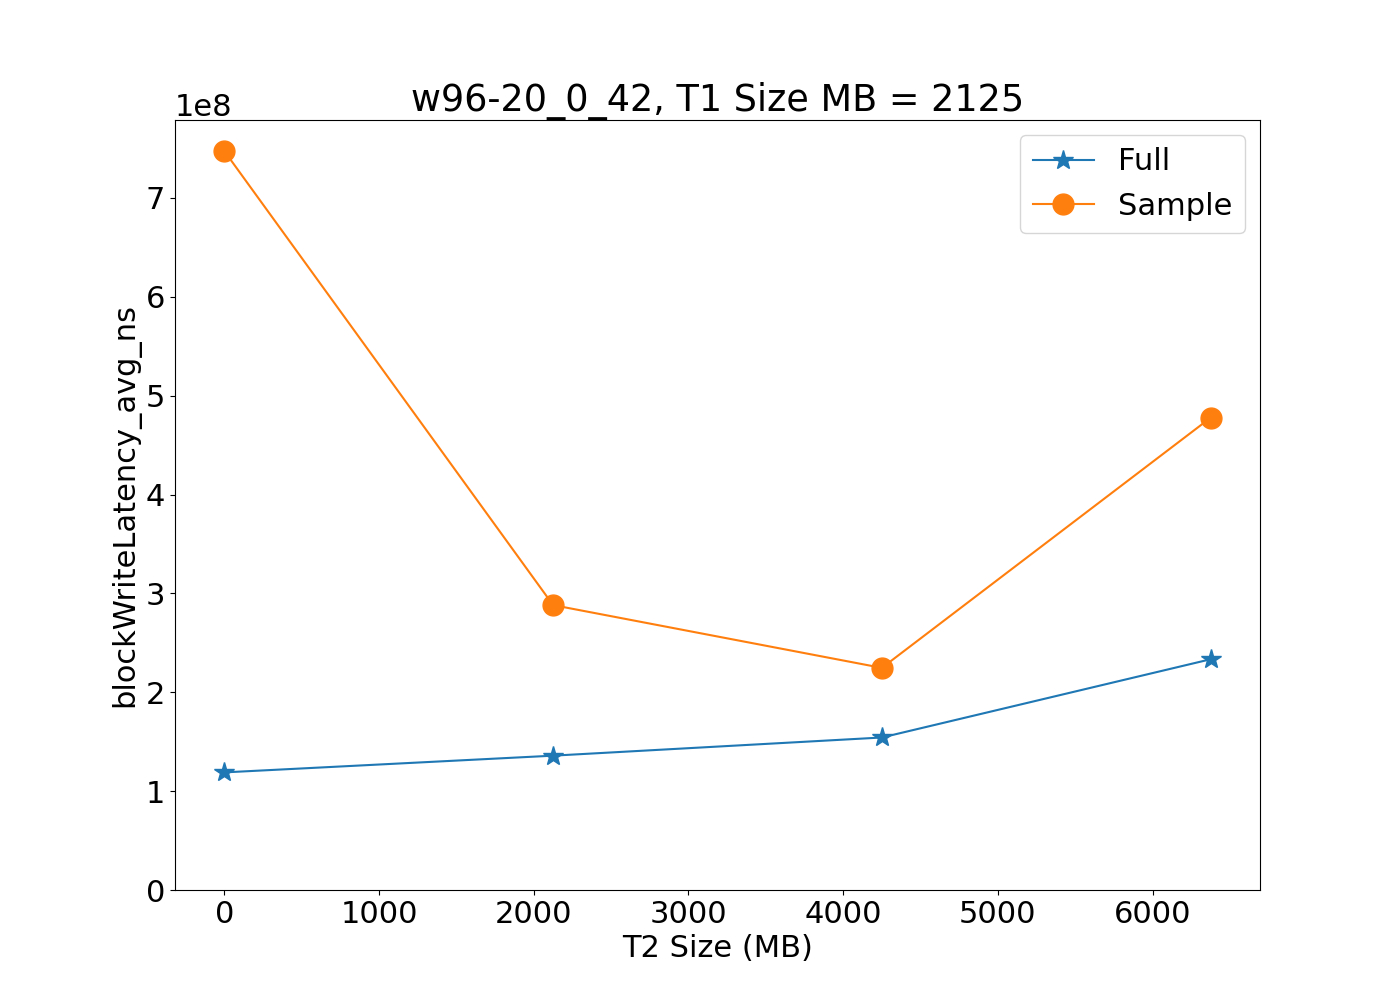 w96-20_0_42, T1 Size MB = 2125
1e8
Full
Sample
7
6
5
4
3
2
1
0
blockWriteLatency_avg_ns
0 1000 2000 3000 4000 5000 6000
T2 Size (MB)